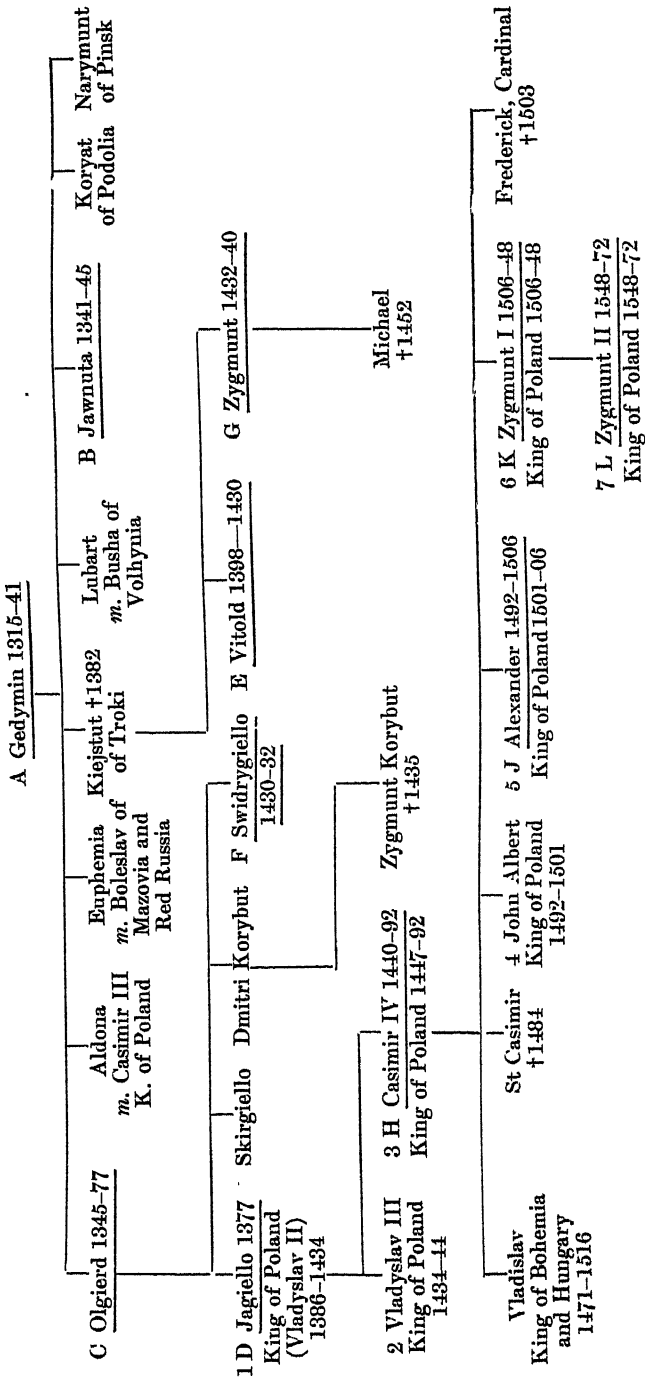 A Gedymin 1315–41
C Olgierd 1345–77
Aldona
m. Casimir III
K. of Poland
Euphemia
m. Boleslav of
Mazovia and
Red Russia
Kiejstut †1382
of Troki
Lubart
m. Busha of
Volhynia
B Jawnuta 1341–45
Koryat
of Podolia
Narymunt
of Pinsk
1 D Jagiello 1377
King of Poland
(Vladyslav II)
1386–1434
Skirgiello
Dmitri Korybut
F Swidrygiello
1430–32
E Vitold 1398—1430
G Zygmunt 1432–40
2 Vladyslav III
King of Poland
1434–44
3 H Casimir IV 1440–92
King of Poland 1447–92
Zygmunt Korybut
†1435
Michael
†1452
Vladislav
King of Bohemia
and Hungary
1471–1516
St Casimir
†1484
4 John Albert
King of Poland
1492–1501
5 J Alexander 1492–1506
King of Poland 1501–06
6 K Zygmunt I 1506–48
King of Poland 1506–48
Frederick, Cardinal
†1503
7 L Zygmunt II 1548–72
King of Poland 1548–72